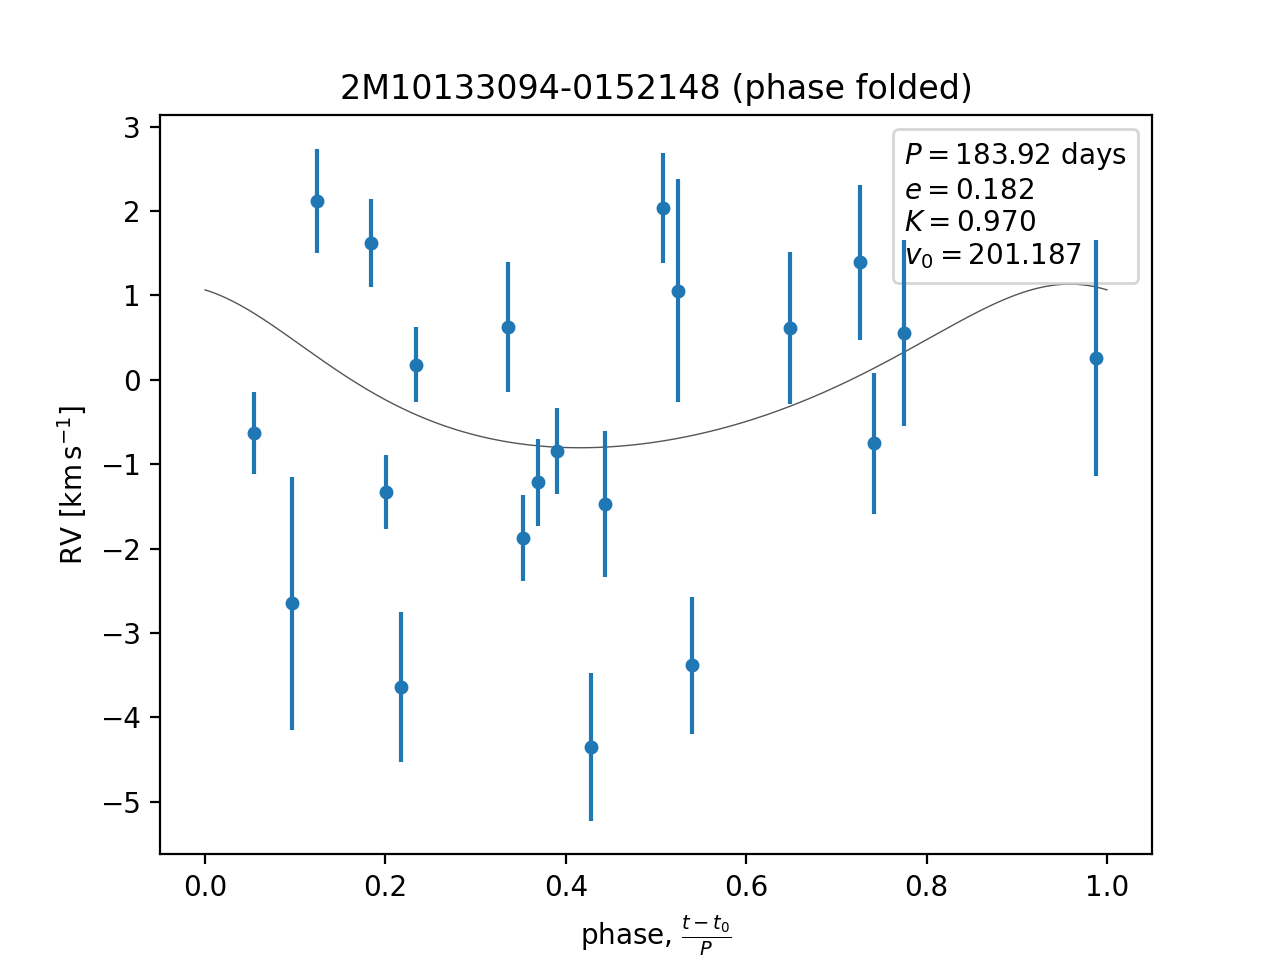 2M10133094-0152148 (phase folded)
P = 183.92 days
e = 0.182
K = 0.970
v₀ = 201.187
3
2
1
0
−1
−2
−3
−4
−5
RV [km s⁻¹]
0.0 0.2 0.4 0.6 0.8 1.0
phase, (t − t₀)/P